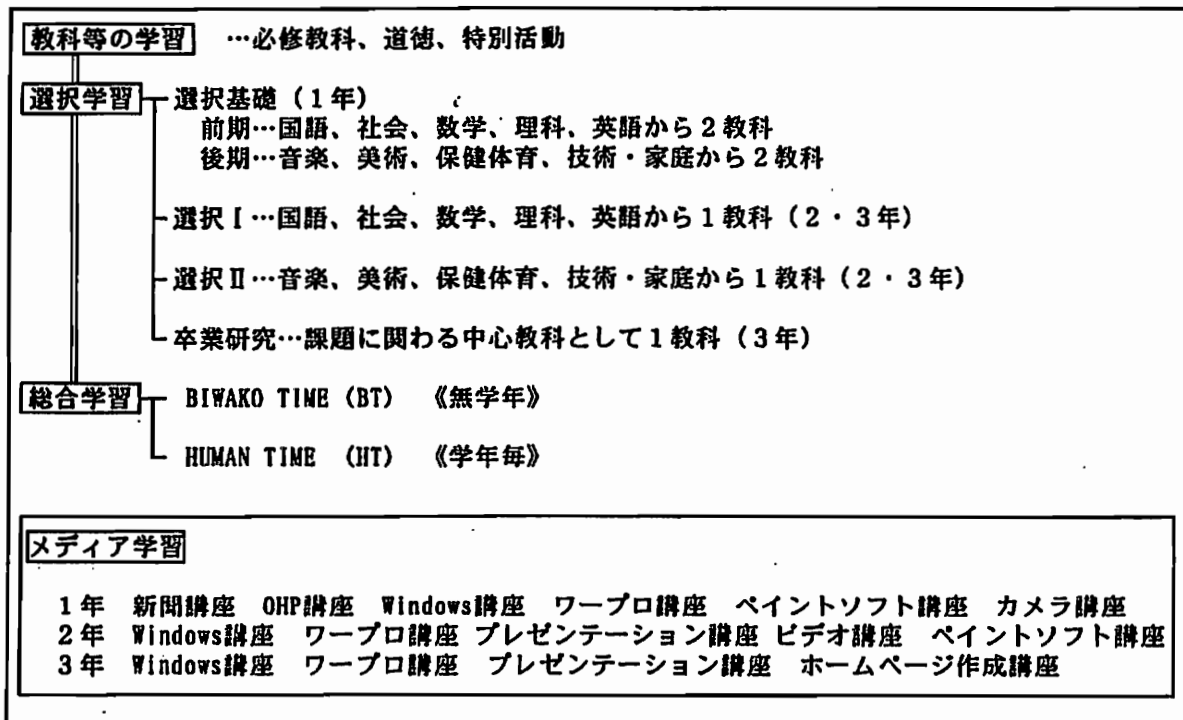 教科等の学習 …必修教科、道徳、特別活動
選択学習 選択基礎（1年）
前期…国語、社会、数学、理科、英語から2教科
後期…音楽、美術、保健体育、技術・家庭から2教科
選択Ⅰ…国語、社会、数学、理科、英語から1教科（2・3年）
選択Ⅱ…音楽、美術、保健体育、技術・家庭から1教科（2・3年）
卒業研究…課題に関わる中心教科として1教科（3年）
総合学習 BIWAKO TIME（BT） 《無学年》
HUMAN TIME （HT） 《学年毎》
メディア学習
1年 新聞講座 OHP講座 Windows講座 ワープロ講座 ペイントソフト講座 カメラ講座
2年 Windows講座 ワープロ講座 プレゼンテーション講座 ビデオ講座 ペイントソフト講座
3年 Windows講座 ワープロ講座 プレゼンテーション講座 ホームページ作成講座